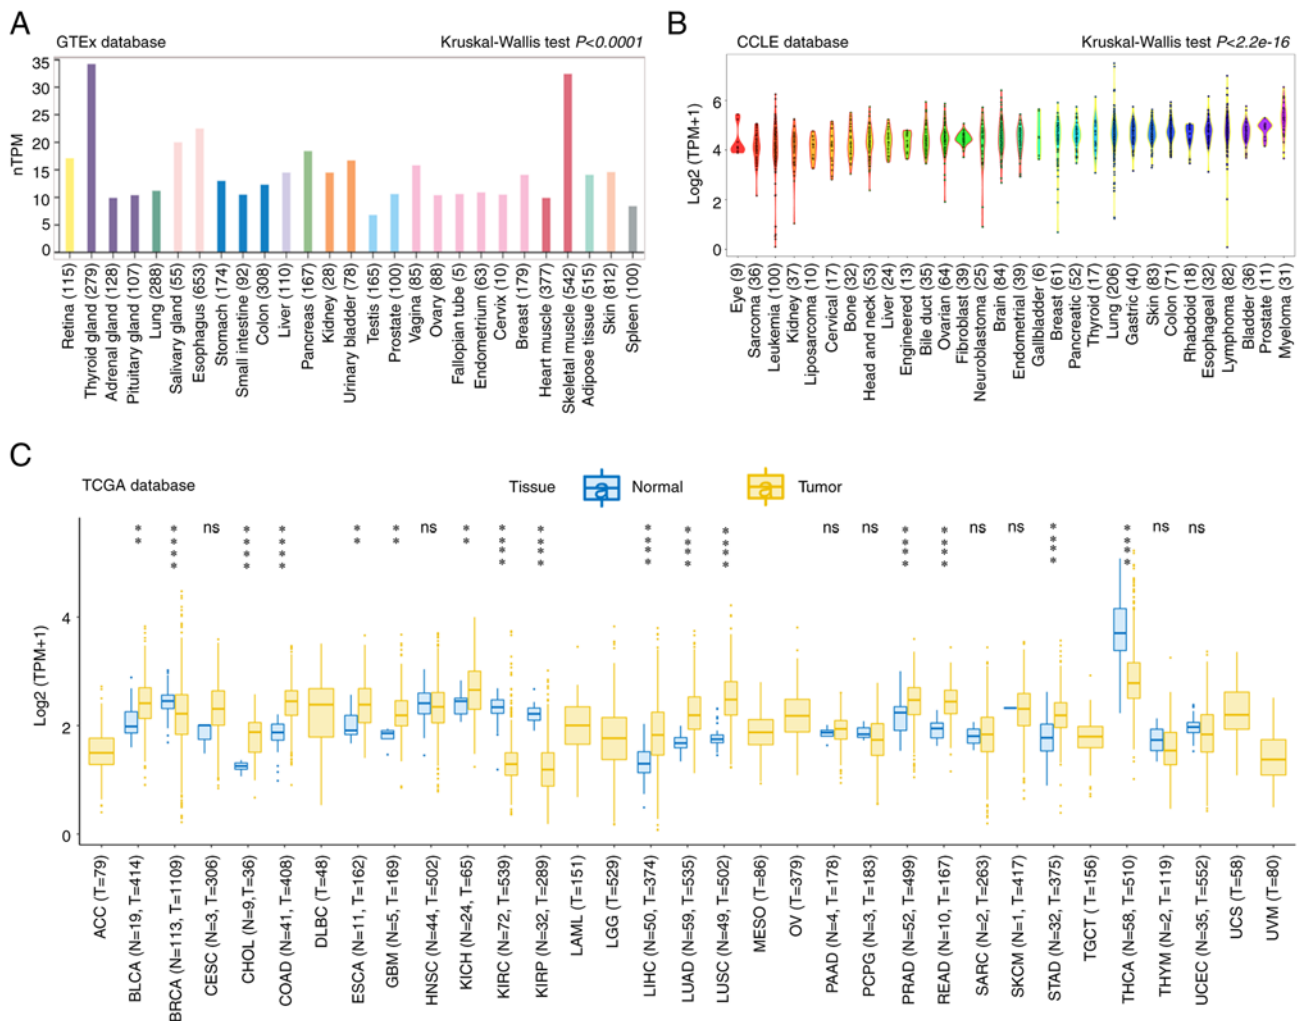 A
GTEx database
Kruskal-Wallis test P<0.0001
nTPM
35
30
25
20
15
10
5
0
Retina (115)
Thyroid gland (279)
Adrenal gland (128)
Pituitary gland (107)
Lung (288)
Salivary gland (55)
Esophagus (653)
Stomach (174)
Small intestine (92)
Colon (308)
Liver (110)
Pancreas (167)
Kidney (28)
Urinary bladder (78)
Testis (165)
Prostate (100)
Vagina (85)
Ovary (88)
Fallopian tube (5)
Endometrium (63)
Cervix (10)
Breast (179)
Heart muscle (377)
Skeletal muscle (542)
Adipose tissue (515)
Skin (812)
Spleen (100)
B
CCLE database
Kruskal-Wallis test P<2.2e-16
Log2 (TPM+1)
6
4
2
0
Eye (9)
Sarcoma (36)
Leukemia (100)
Kidney (37)
Liposarcoma (10)
Cervical (17)
Bone (32)
Head and neck (53)
Liver (24)
Engineered (13)
Bile duct (35)
Ovarian (64)
Fibroblast (39)
Neuroblastoma (25)
Brain (84)
Endometrial (39)
Gallbladder (6)
Breast (61)
Pancreatic (52)
Thyroid (17)
Lung (206)
Gastric (40)
Skin (83)
Colon (71)
Rhabdoid (18)
Esophageal (32)
Lymphoma (82)
Bladder (36)
Prostate (11)
Myeloma (31)
C
TCGA database
Tissue
Normal
Tumor
** **** ns **** **** ** ** ns ** **** **** **** **** **** ns ns **** **** ns ns **** **** ns ns
Log2 (TPM+1)
4
2
0
ACC (T=79)
BLCA (N=19, T=414)
BRCA (N=113, T=1109)
CESC (N=3, T=306)
CHOL (N=9,T=36)
COAD (N=41, T=408)
DLBC (T=48)
ESCA (N=11, T=162)
GBM (N=5, T=169)
HNSC (N=44, T=502)
KICH (N=24, T=65)
KIRC (N=72, T=539)
KIRP (N=32, T=289)
LAML (T=151)
LGG (T=529)
LIHC (N=50, T=374)
LUAD (N=59, T=535)
LUSC (N=49, T=502)
MESO (T=86)
OV (T=379)
PAAD (N=4, T=178)
PCPG (N=3, T=183)
PRAD (N=52, T=499)
READ (N=10, T=167)
SARC (N=2, T=263)
SKCM (N=1, T=417)
STAD (N=32, T=375)
TGCT ( T=156)
THCA (N=58, T=510)
THYM (N=2, T=119)
UCEC (N=35, T=552)
UCS (T=58)
UVM (T=80)